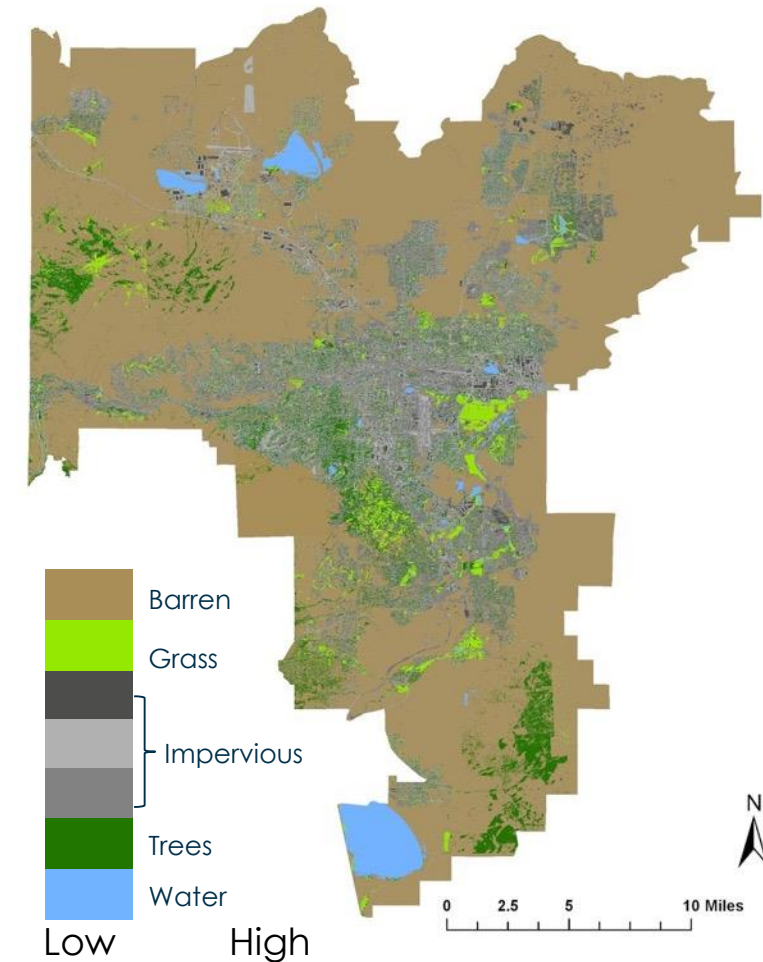 Barren
Grass
Impervious
Trees
Water
Low High
N
0 2.5 5 10 Miles